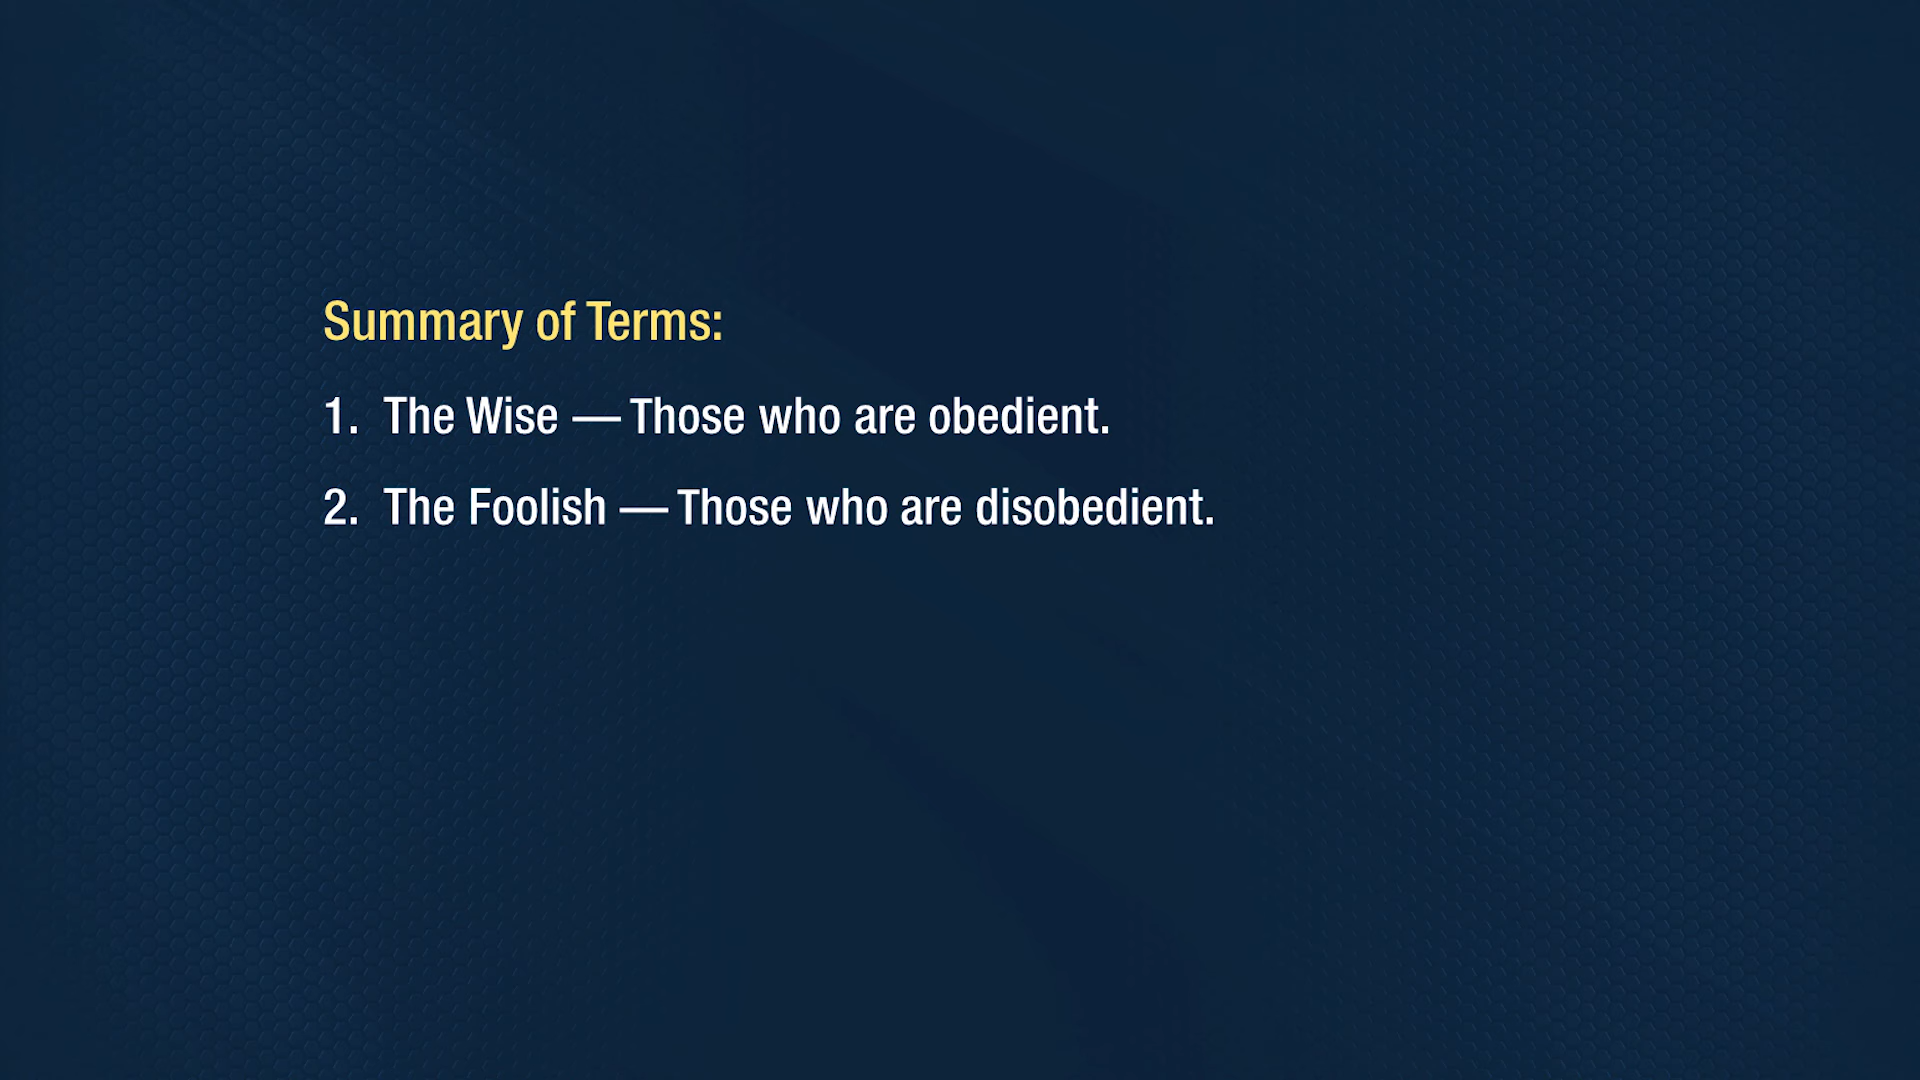 Summary of Terms:
1. The Wise — Those who are obedient.
2. The Foolish — Those who are disobedient.